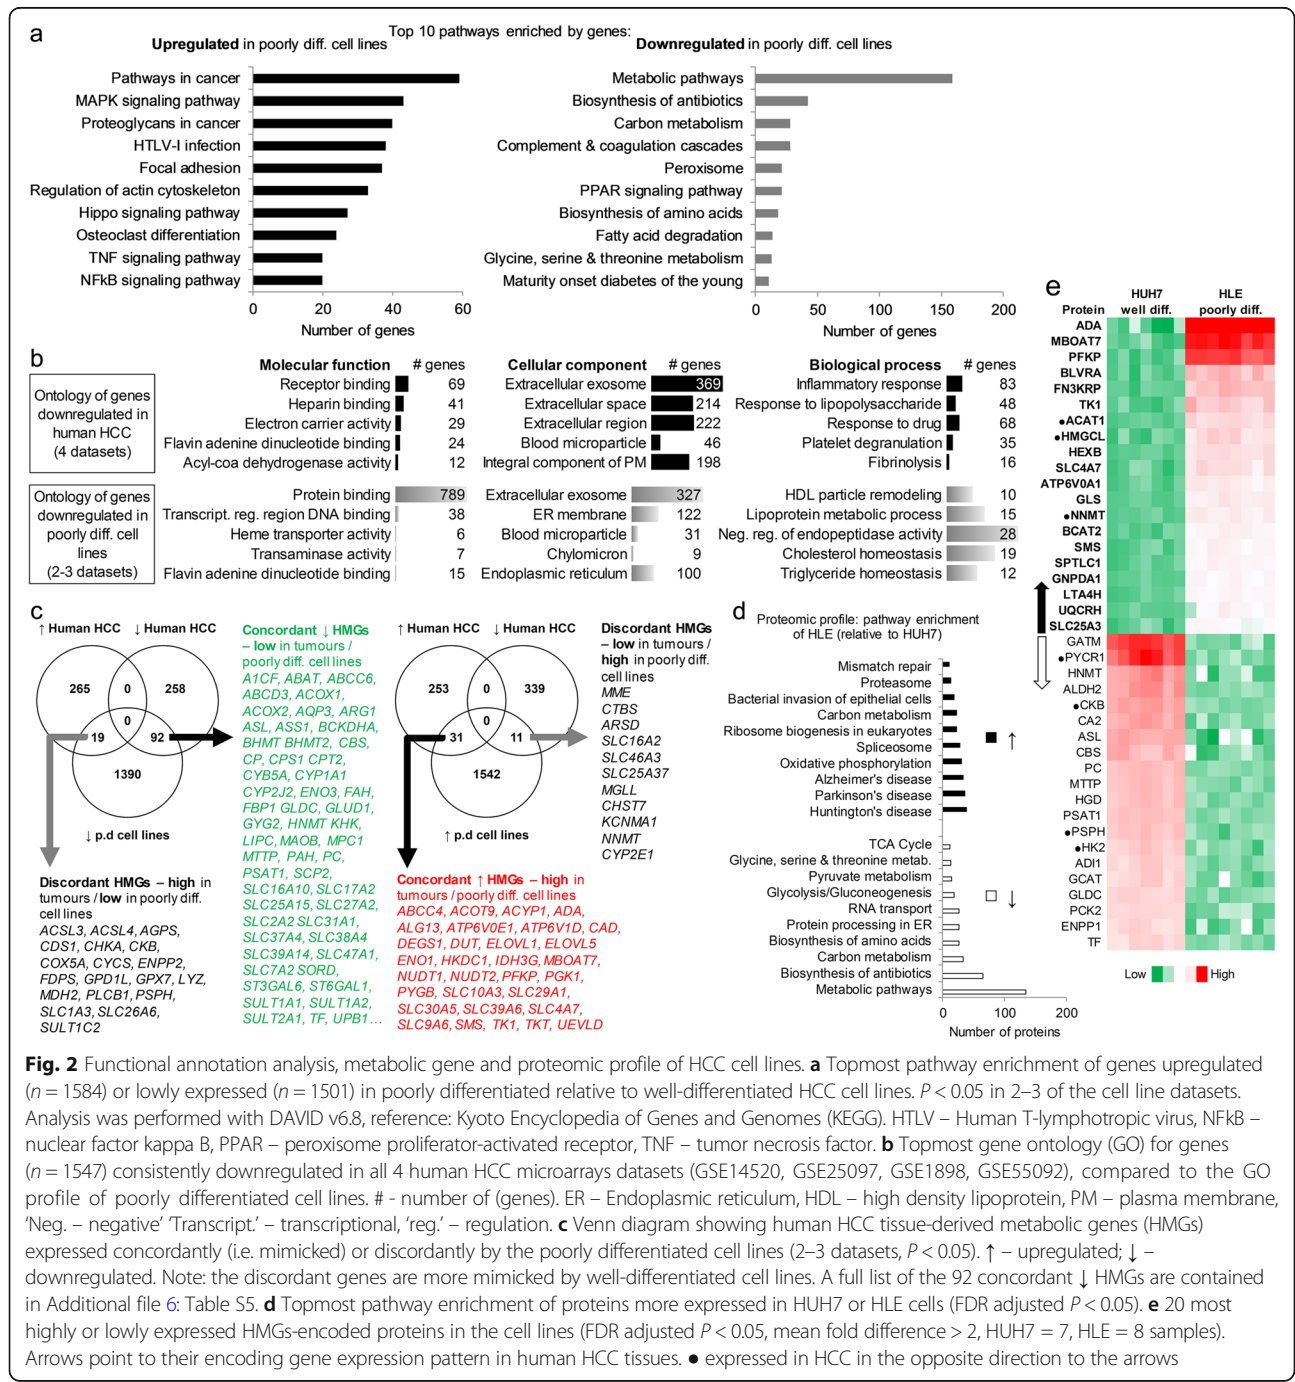 a
Top 10 pathways enriched by genes:
Upregulated in poorly diff. cell lines
Pathways in cancer
MAPK signaling pathway
Proteoglycans in cancer
HTLV-I infection
Focal adhesion
Regulation of actin cytoskeleton
Hippo signaling pathway
Osteoclast differentiation
TNF signaling pathway
NFkB signaling pathway
0 20 40 60
Number of genes
Downregulated in poorly diff. cell lines
Metabolic pathways
Biosynthesis of antibiotics
Carbon metabolism
Complement & coagulation cascades
Peroxisome
PPAR signaling pathway
Biosynthesis of amino acids
Fatty acid degradation
Glycine, serine & threonine metabolism
Maturity onset diabetes of the young
0 50 100 150 200
Number of genes
b
Ontology of genes
downregulated in
human HCC
(4 datasets)
Molecular function # genes
Receptor binding 69
Heparin binding 41
Electron carrier activity 29
Flavin adenine dinucleotide binding 24
Acyl-coa dehydrogenase activity 12
Cellular component # genes
Extracellular exosome 369
Extracellular space 214
Extracellular region 222
Blood microparticle 46
Integral component of PM 198
Biological process # genes
Inflammatory response 83
Response to lipopolysaccharide 48
Response to drug 68
Platelet degranulation 35
Fibrinolysis 16
Ontology of genes
downregulated in
poorly diff. cell
lines
(2-3 datasets)
Protein binding 789
Transcript. reg. region DNA binding 38
Heme transporter activity 6
Transaminase activity 7
Flavin adenine dinucleotide binding 15
Extracellular exosome 327
ER membrane 122
Blood microparticle 31
Chylomicron 9
Endoplasmic reticulum 100
HDL particle remodeling 10
Lipoprotein metabolic process 15
Neg. reg. of endopeptidase activity 28
Cholesterol homeostasis 19
Triglyceride homeostasis 12
c
↑ Human HCC ↓ Human HCC
265 0 258
0
19 92
1390
↓ p.d cell lines
Discordant HMGs – high in
tumours / low in poorly diff.
cell lines
ACSL3, ACSL4, AGPS,
CDS1, CHKA, CKB,
COX5A, CYCS, ENPP2,
FDPS, GPD1L, GPX7, LYZ,
MDH2, PLCB1, PSPH,
SLC1A3, SLC26A6,
SULT1C2
Concordant ↓ HMGs
– low in tumours /
poorly diff. cell lines
A1CF, ABAT, ABCC6,
ABCD3, ACOX1,
ACOX2, AQP3, ARG1
ASL, ASS1, BCKDHA,
BHMT BHMT2, CBS,
CP, CPS1 CPT2,
CYB5A, CYP1A1
CYP2J2, ENO3, FAH,
FBP1 GLDC, GLUD1,
GYG2, HNMT KHK,
LIPC, MAOB, MPC1
MTTP, PAH, PC,
PSAT1, SCP2,
SLC16A10, SLC17A2
SLC25A15, SLC27A2,
SLC2A2 SLC31A1,
SLC37A4, SLC38A4
SLC39A14, SLC47A1,
SLC7A2 SORD,
ST3GAL6, ST6GAL1,
SULT1A1, SULT1A2,
SULT2A1, TF, UPB1…
↑ Human HCC ↓ Human HCC
253 0 339
0
31 11
1542
↑ p.d cell lines
Concordant ↑ HMGs – high in
tumours / poorly diff. cell lines
ABCC4, ACOT9, ACYP1, ADA,
ALG13, ATP6V0E1, ATP6V1D, CAD,
DEGS1, DUT, ELOVL1, ELOVL5
ENO1, HKDC1, IDH3G, MBOAT7,
NUDT1, NUDT2, PFKP, PGK1,
PYGB, SLC10A3, SLC29A1,
SLC30A5, SLC39A6, SLC4A7,
SLC9A6, SMS, TK1, TKT, UEVLD
Discordant HMGs
– low in tumours /
high in poorly diff.
cell lines
MME
CTBS
ARSD
SLC16A2
SLC46A3
SLC25A37
MGLL
CHST7
KCNMA1
NNMT
CYP2E1
d
Proteomic profile: pathway enrichment
of HLE (relative to HUH7)
Mismatch repair
Proteasome
Bacterial invasion of epithelial cells
Carbon metabolism
Ribosome biogenesis in eukaryotes
Spliceosome
Oxidative phosphorylation
Alzheimer's disease
Parkinson's disease
Huntington's disease
↑
TCA Cycle
Glycine, serine & threonine metab.
Pyruvate metabolism
Glycolysis/Gluconeogenesis
RNA transport
Protein processing in ER
Biosynthesis of amino acids
Carbon metabolism
Biosynthesis of antibiotics
Metabolic pathways
↓
0 100 200
Number of proteins
e
HUH7 HLE
Protein well diff. poorly diff.
ADA
MBOAT7
PFKP
BLVRA
FN3KRP
TK1
●ACAT1
●HMGCL
HEXB
SLC4A7
ATP6V0A1
GLS
●NNMT
BCAT2
SMS
SPTLC1
GNPDA1
LTA4H
UQCRH
SLC25A3
GATM
●PYCR1
HNMT
ALDH2
●CKB
CA2
ASL
CBS
PC
MTTP
HGD
PSAT1
●PSPH
●HK2
ADI1
GCAT
GLDC
PCK2
ENPP1
TF
Low High
Fig. 2 Functional annotation analysis, metabolic gene and proteomic profile of HCC cell lines. a Topmost pathway enrichment of genes upregulated
(n = 1584) or lowly expressed (n = 1501) in poorly differentiated relative to well-differentiated HCC cell lines. P < 0.05 in 2–3 of the cell line datasets.
Analysis was performed with DAVID v6.8, reference: Kyoto Encyclopedia of Genes and Genomes (KEGG). HTLV – Human T-lymphotropic virus, NFkB –
nuclear factor kappa B, PPAR – peroxisome proliferator-activated receptor, TNF – tumor necrosis factor. b Topmost gene ontology (GO) for genes
(n = 1547) consistently downregulated in all 4 human HCC microarrays datasets (GSE14520, GSE25097, GSE1898, GSE55092), compared to the GO
profile of poorly differentiated cell lines. # - number of (genes). ER – Endoplasmic reticulum, HDL – high density lipoprotein, PM – plasma membrane,
‘Neg. – negative’ ‘Transcript.’ – transcriptional, ‘reg.’ – regulation. c Venn diagram showing human HCC tissue-derived metabolic genes (HMGs)
expressed concordantly (i.e. mimicked) or discordantly by the poorly differentiated cell lines (2–3 datasets, P < 0.05). ↑ – upregulated; ↓ –
downregulated. Note: the discordant genes are more mimicked by well-differentiated cell lines. A full list of the 92 concordant ↓ HMGs are contained
in Additional file 6: Table S5. d Topmost pathway enrichment of proteins more expressed in HUH7 or HLE cells (FDR adjusted P < 0.05). e 20 most
highly or lowly expressed HMGs-encoded proteins in the cell lines (FDR adjusted P < 0.05, mean fold difference > 2, HUH7 = 7, HLE = 8 samples).
Arrows point to their encoding gene expression pattern in human HCC tissues. ● expressed in HCC in the opposite direction to the arrows